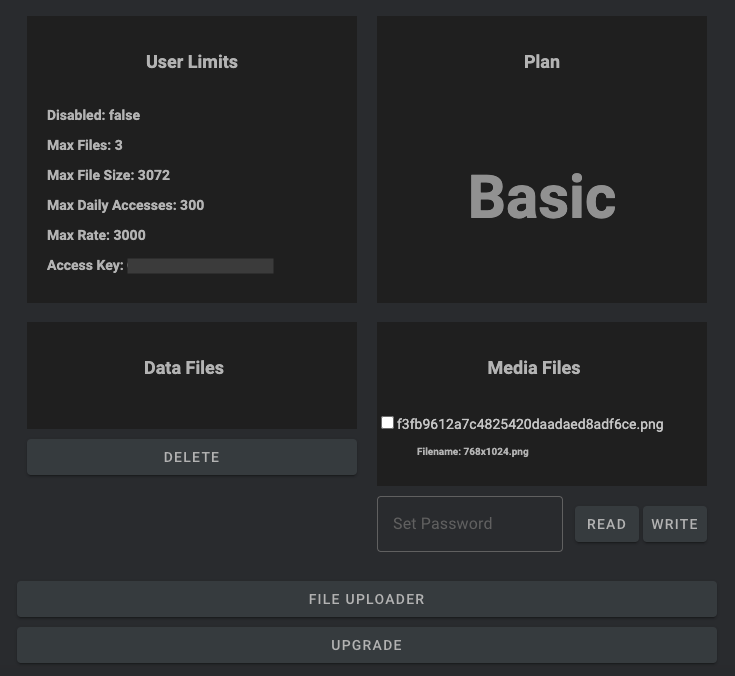 User Limits
Disabled: false
Max Files: 3
Max File Size: 3072
Max Daily Accesses: 300
Max Rate: 3000
Access Key:
Plan
Basic
Data Files
DELETE
Media Files
f3fb9612a7c4825420daadaed8adf6ce.png
Filename: 768x1024.png
Set Password
READ
WRITE
FILE UPLOADER
UPGRADE